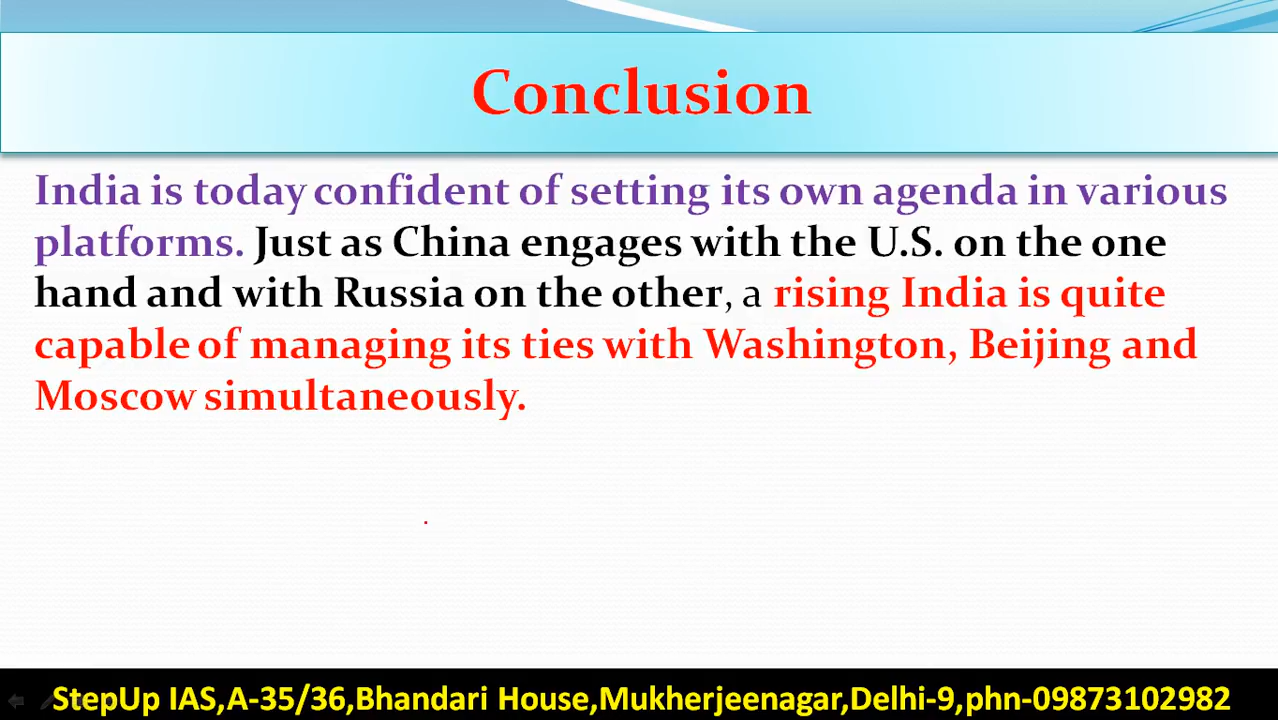 Conclusion
India is today confident of setting its own agenda in various
platforms. Just as China engages with the U.S. on the one
hand and with Russia on the other, a rising India is quite
capable of managing its ties with Washington, Beijing and
Moscow simultaneously.
StepUp IAS,A-35/36,Bhandari House,Mukherjeenagar,Delhi-9,phn-09873102982